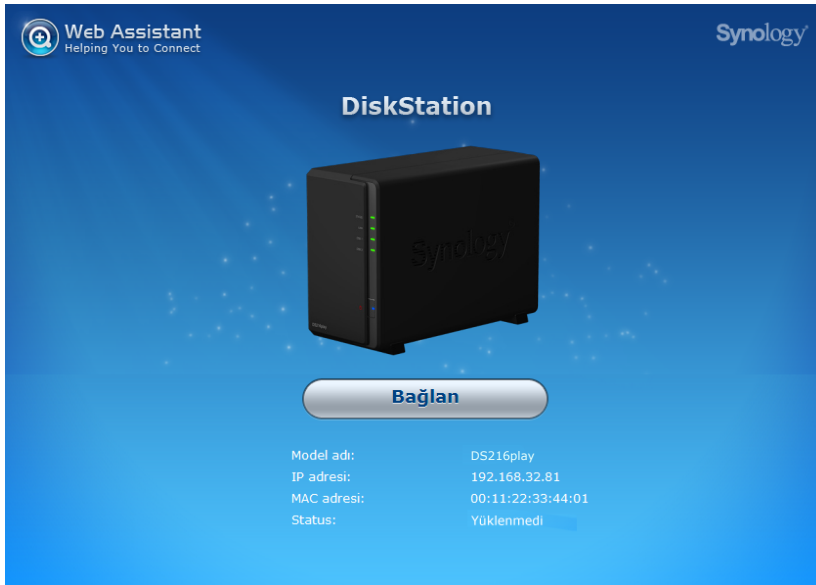 Web Assistant
Helping You to Connect
Synology
DiskStation
Synology
Bağlan
Model adı: DS216play
IP adresi: 192.168.32.81
MAC adresi: 00:11:22:33:44:01
Status: Yüklenmedi